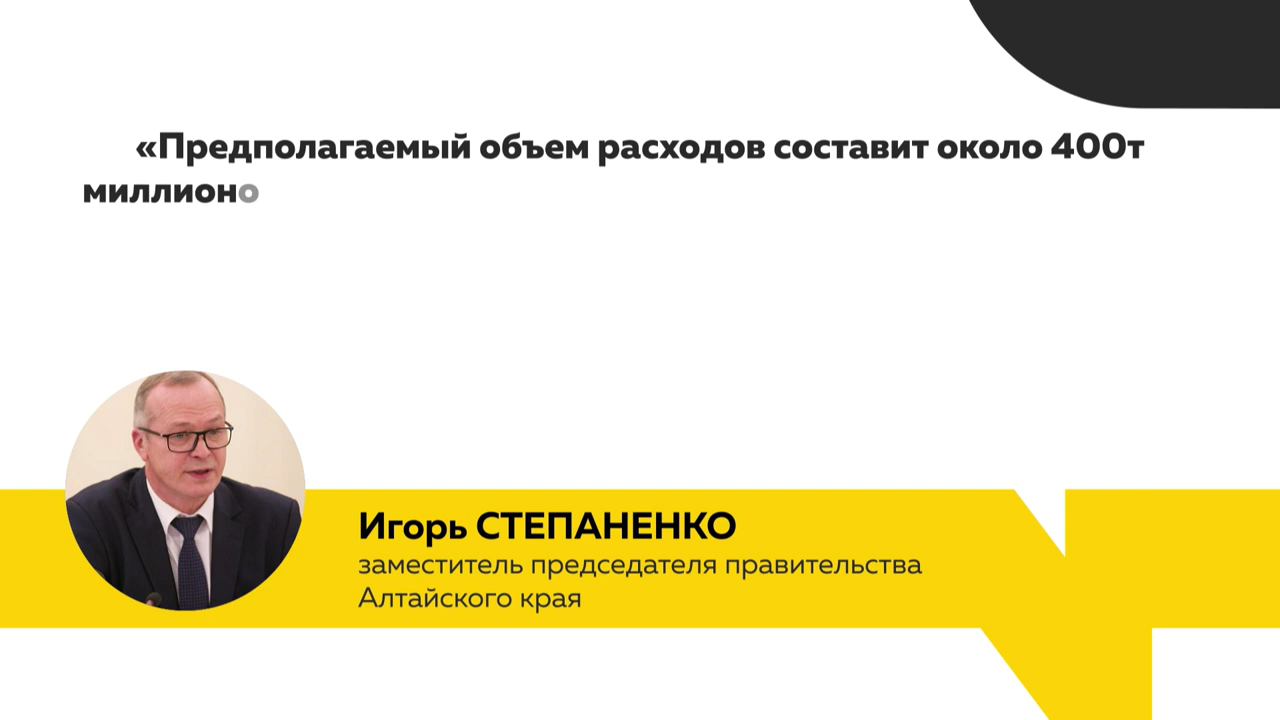 «Предполагаемый объем расходов составит около 400т
миллионо
Игорь СТЕПАНЕНКО
заместитель председателя правительства
Алтайского края